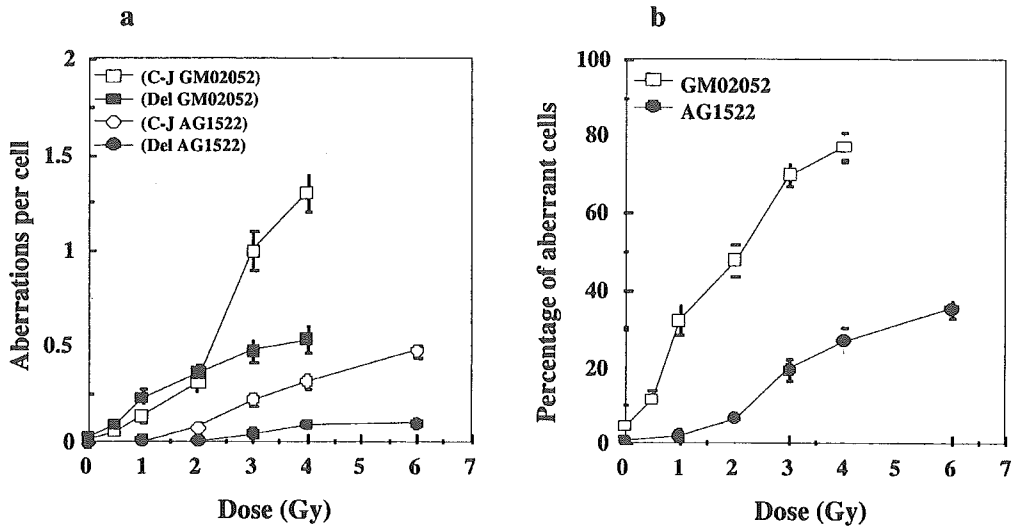 a
Aberrations per cell
2
1.5
1
0.5
0
(C-J GM02052)
(Del GM02052)
(C-J AG1522)
(Del AG1522)
0 1 2 3 4 5 6 7
Dose (Gy)
b
Percentage of aberrant cells
100
80
60
40
20
0
GM02052
AG1522
0 1 2 3 4 5 6 7
Dose (Gy)